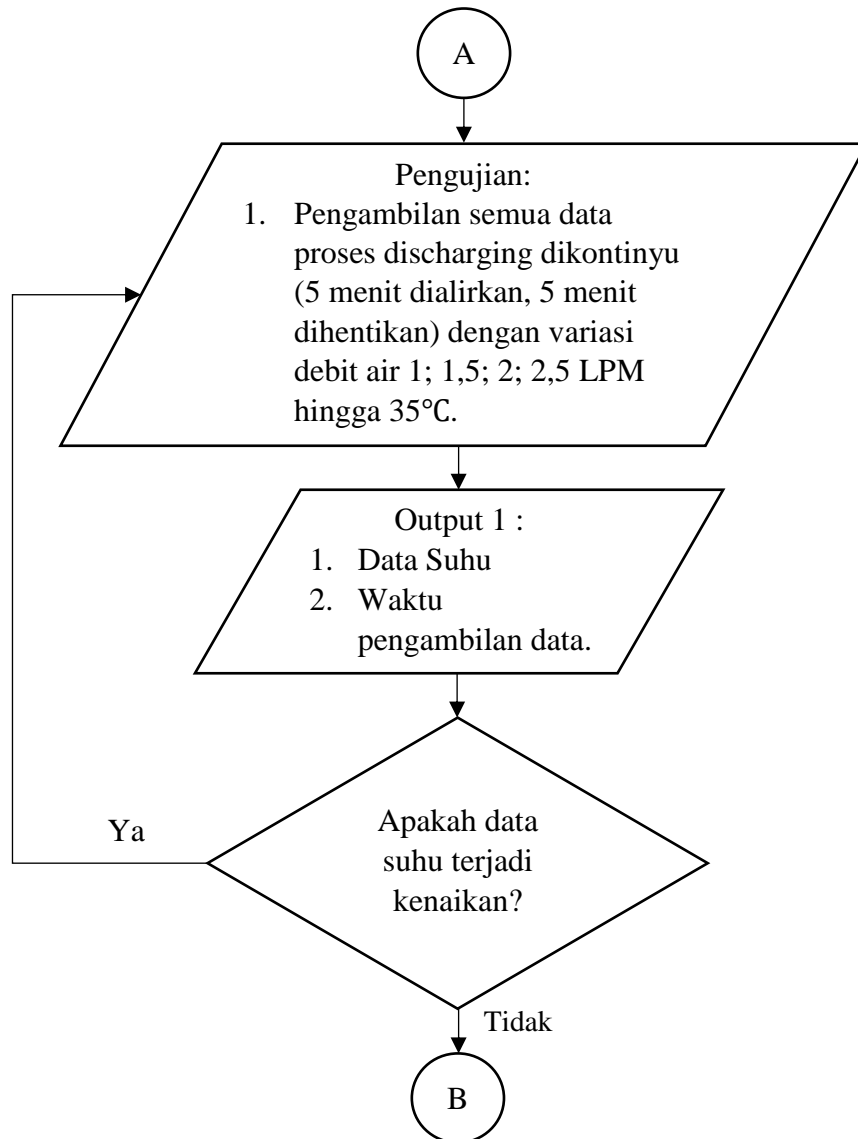 A
Pengujian:
1. Pengambilan semua data
proses discharging dikontinyu
(5 menit dialirkan, 5 menit
dihentikan) dengan variasi
debit air 1; 1,5; 2; 2,5 LPM
hingga 35℃.
Output 1 :
1. Data Suhu
2. Waktu
pengambilan data.
Ya
Apakah data
suhu terjadi
kenaikan?
Tidak
B